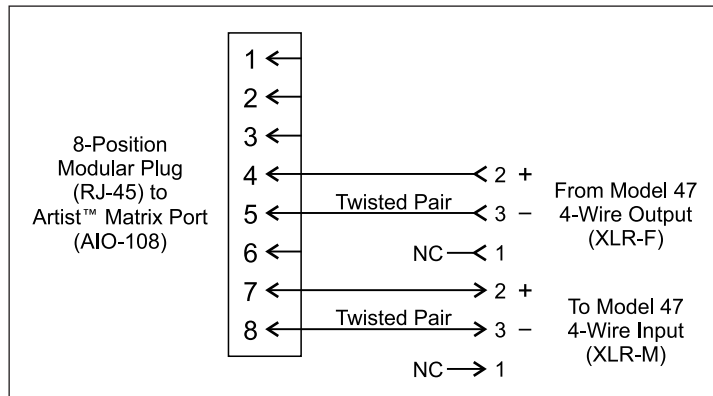 1
2
3
8-Position
Modular Plug
(RJ-45) to
Artist™ Matrix Port
(AIO-108)
4
2 +
Twisted Pair
5
3 –
6
NC
1
From Model 47
4-Wire Output
(XLR-F)
7
2 +
Twisted Pair
8
3 –
NC
1
To Model 47
4-Wire Input
(XLR-M)